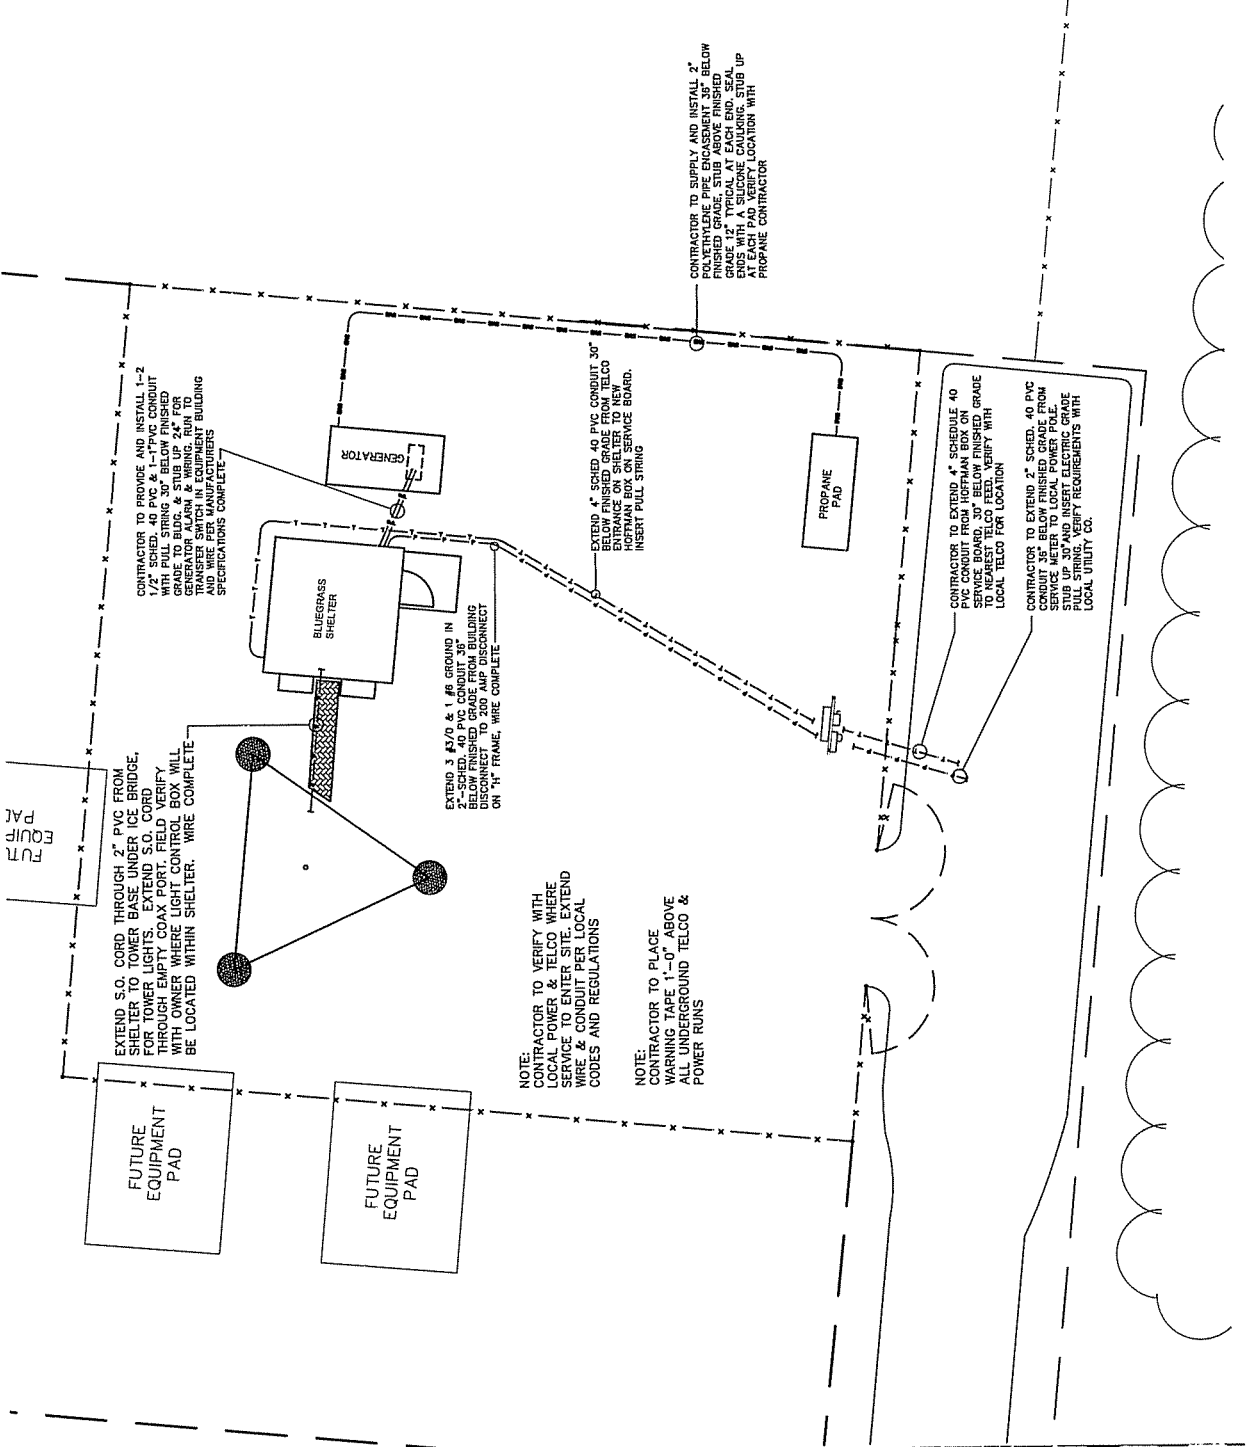 CONTRACTOR TO SUPPLY AND INSTALL 2"
POLYETHYLENE PIPE ENCASEMENT 36" BELOW
FINISHED GRADE, STUB ABOVE FINISHED
GRADE 12" TYPICAL AT EACH END. SEAL
ENDS WITH A SILICONE CAULKING. STUB UP
AT EACH PAD VERIFY LOCATION WITH
PROPANE CONTRACTOR
CONTRACTOR TO PROVIDE AND INSTALL 1-2
1/2" SCHED. 40 PVC & 1-1"PVC CONDUIT
WITH PULL STRING 30" BELOW FINISHED
GRADE TO BLDG. & STUB UP 24" FOR
GENERATOR ALARM & WIRING. RUN TO
TRANSFER SWITCH IN EQUIPMENT BUILDING
AND WIRE PER MANUFACTURERS
SPECIFICATIONS COMPLETE
GENERATOR
EXTEND 4" SCHED 40 PVC CONDUIT 30"
BELOW FINISHED GRADE FROM TELCO
ENTRANCE ON SHELTER TO NEW
HOFFMAN BOX ON SERVICE BOARD.
INSERT PULL STRING
PROPANE
PAD
CONTRACTOR TO EXTEND 4" SCHEDULE 40
PVC CONDUIT FROM HOFFMAN BOX ON
SERVICE BOARD, 30" BELOW FINISHED GRADE
TO NEAREST TELCO FEED. VERIFY WITH
LOCAL TELCO FOR LOCATION
CONTRACTOR TO EXTEND 2" SCHED. 40 PVC
CONDUIT 36" BELOW FINISHED GRADE FROM
SERVICE METER TO LOCAL POWER POLE.
STUB UP 30"AND INSERT ELECTRIC GRADE
PULL STRING. VERIFY REQUIREMENTS WITH
LOCAL UTILITY CO.
BLUEGRASS
SHELTER
EXTEND 3 #3/0 & 1 #6 GROUND IN
2"-SCHED. 40 PVC CONDUIT 36"
BELOW FINISHED GRADE FROM BUILDING
DISCONNECT TO 200 AMP DISCONNECT
ON "H" FRAME, WIRE COMPLETE
EXTEND S.O. CORD THROUGH 2" PVC FROM
SHELTER TO TOWER BASE UNDER ICE BRIDGE,
FOR TOWER LIGHTS. EXTEND S.O. CORD
THROUGH EMPTY COAX PORT. FIELD VERIFY
WITH OWNER WHERE LIGHT CONTROL BOX WILL
BE LOCATED WITHIN SHELTER. WIRE COMPLETE
FUTU
EQUIP
PAD
NOTE:
CONTRACTOR TO VERIFY WITH
LOCAL POWER & TELCO WHERE
SERVICE TO ENTER SITE. EXTEND
WIRE & CONDUIT PER LOCAL
CODES AND REGULATIONS
NOTE:
CONTRACTOR TO PLACE
WARNING TAPE 1'-0" ABOVE
ALL UNDERGROUND TELCO &
POWER RUNS
FUTURE
EQUIPMENT
PAD
FUTURE
EQUIPMENT
PAD